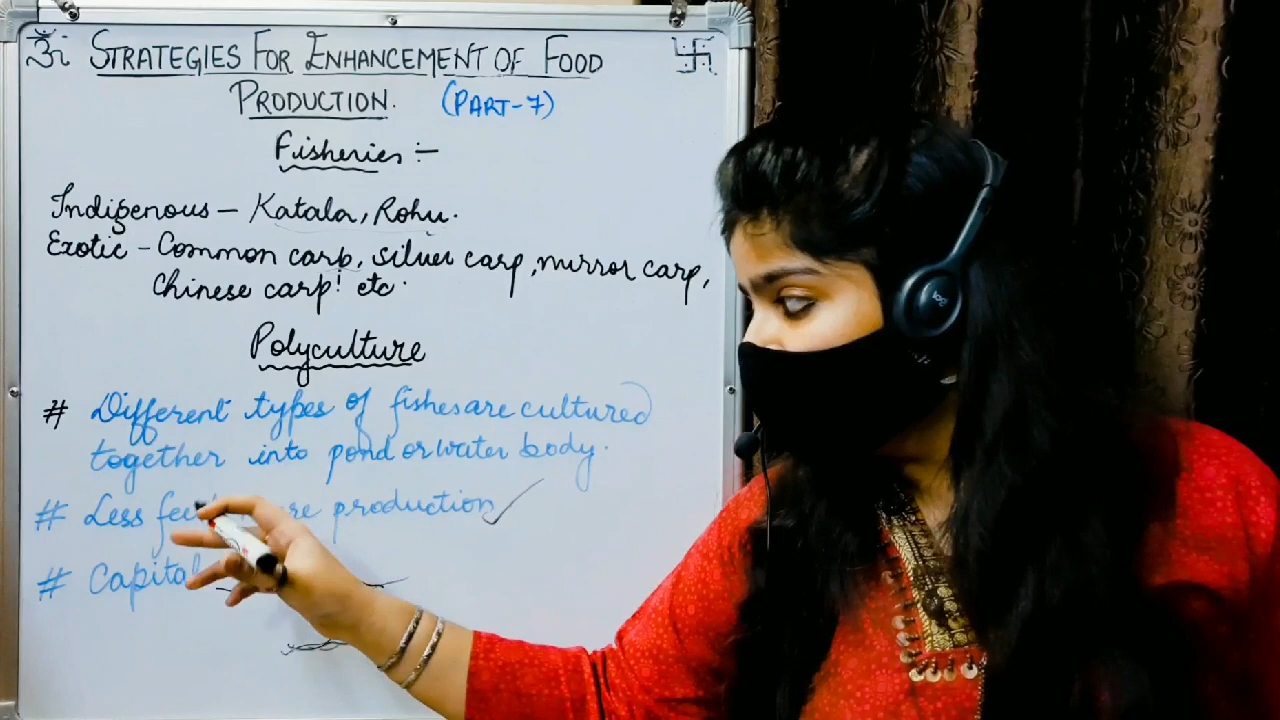 ॐ STRATEGIES FOR ENHANCEMENT OF FOOD
PRODUCTION. (PART-7)
Fisheries :-
Indigenous - Katala, Rohu.
Exotic - Common carp, silver carp, mirror carp,
Chinese carp! etc.
Polyculture
# Different types of fishes are cultured
together into pond or water body.
# Less production
# Capital
logi